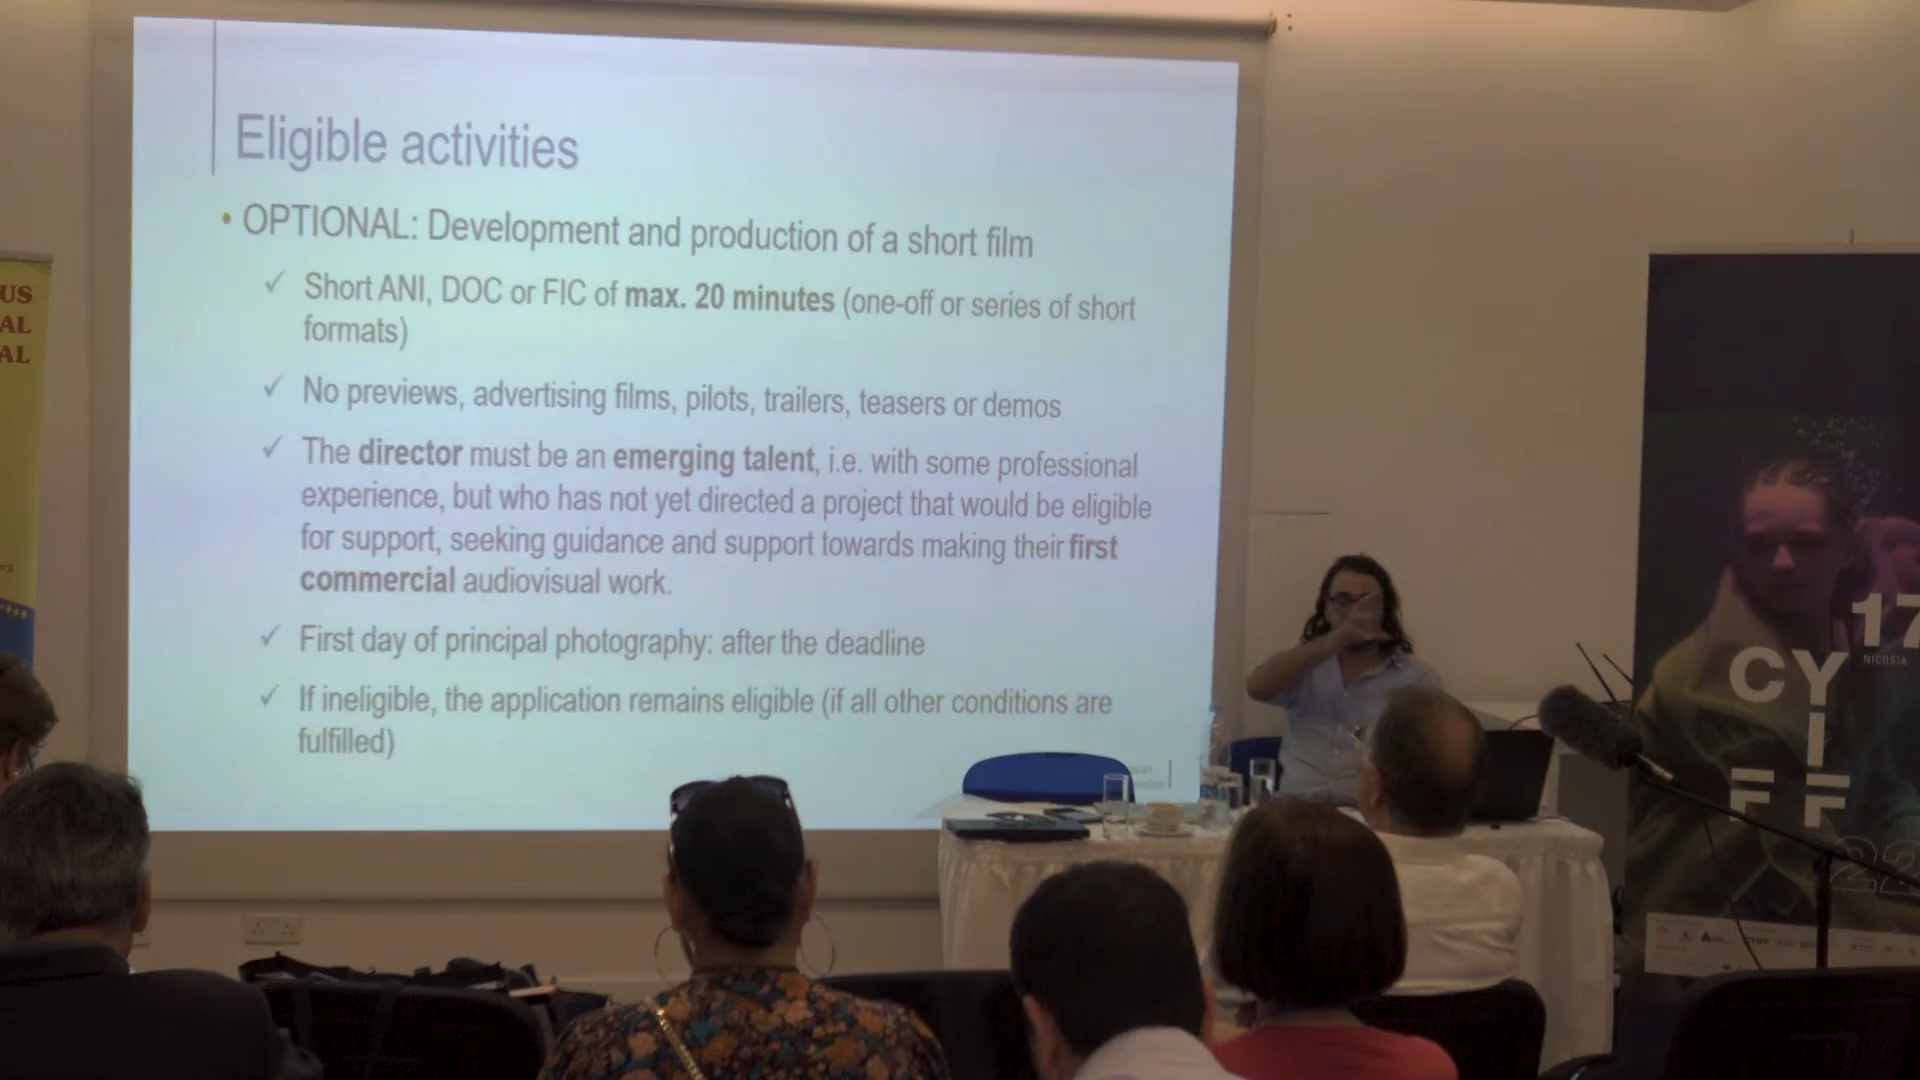 Eligible activities
• OPTIONAL: Development and production of a short film
✓ Short ANI, DOC or FIC of max. 20 minutes (one-off or series of short
formats)
✓ No previews, advertising films, pilots, trailers, teasers or demos
✓ The director must be an emerging talent, i.e. with some professional
experience, but who has not yet directed a project that would be eligible
for support, seeking guidance and support towards making their first
commercial audiovisual work.
✓ First day of principal photography: after the deadline
✓ If ineligible, the application remains eligible (if all other conditions are
fulfilled)
US
AL
AL
17
NICOSIA
CY
I
FF
22